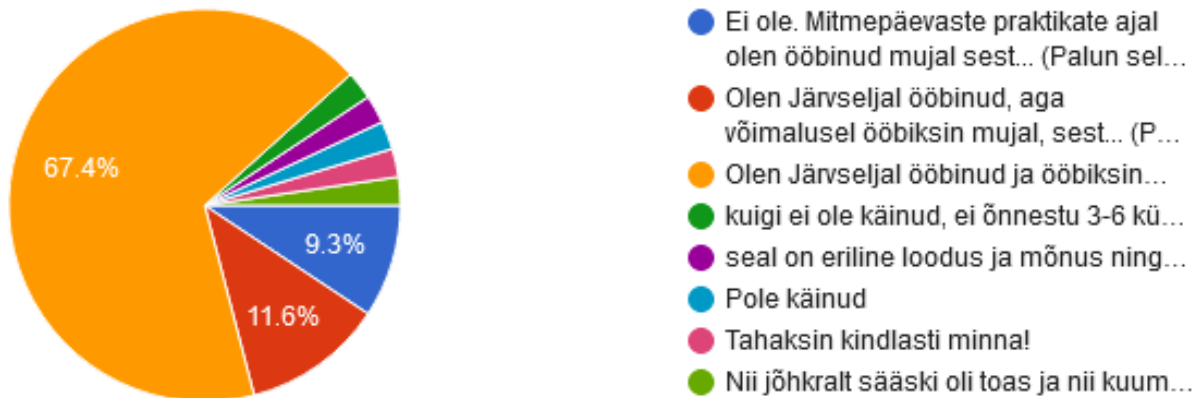 67.4%
9.3%
11.6%
Ei ole. Mitmepäevaste praktikate ajal
olen ööbinud mujal sest... (Palun sel...
Olen Järvseljal ööbinud, aga
võimalusel ööbiksin mujal, sest... (P...
Olen Järvseljal ööbinud ja ööbiksin...
kuigi ei ole käinud, ei õnnestu 3-6 kü...
seal on eriline loodus ja mõnus ning...
Pole käinud
Tahaksin kindlasti minna!
Nii jõhkralt sääski oli toas ja nii kuum...